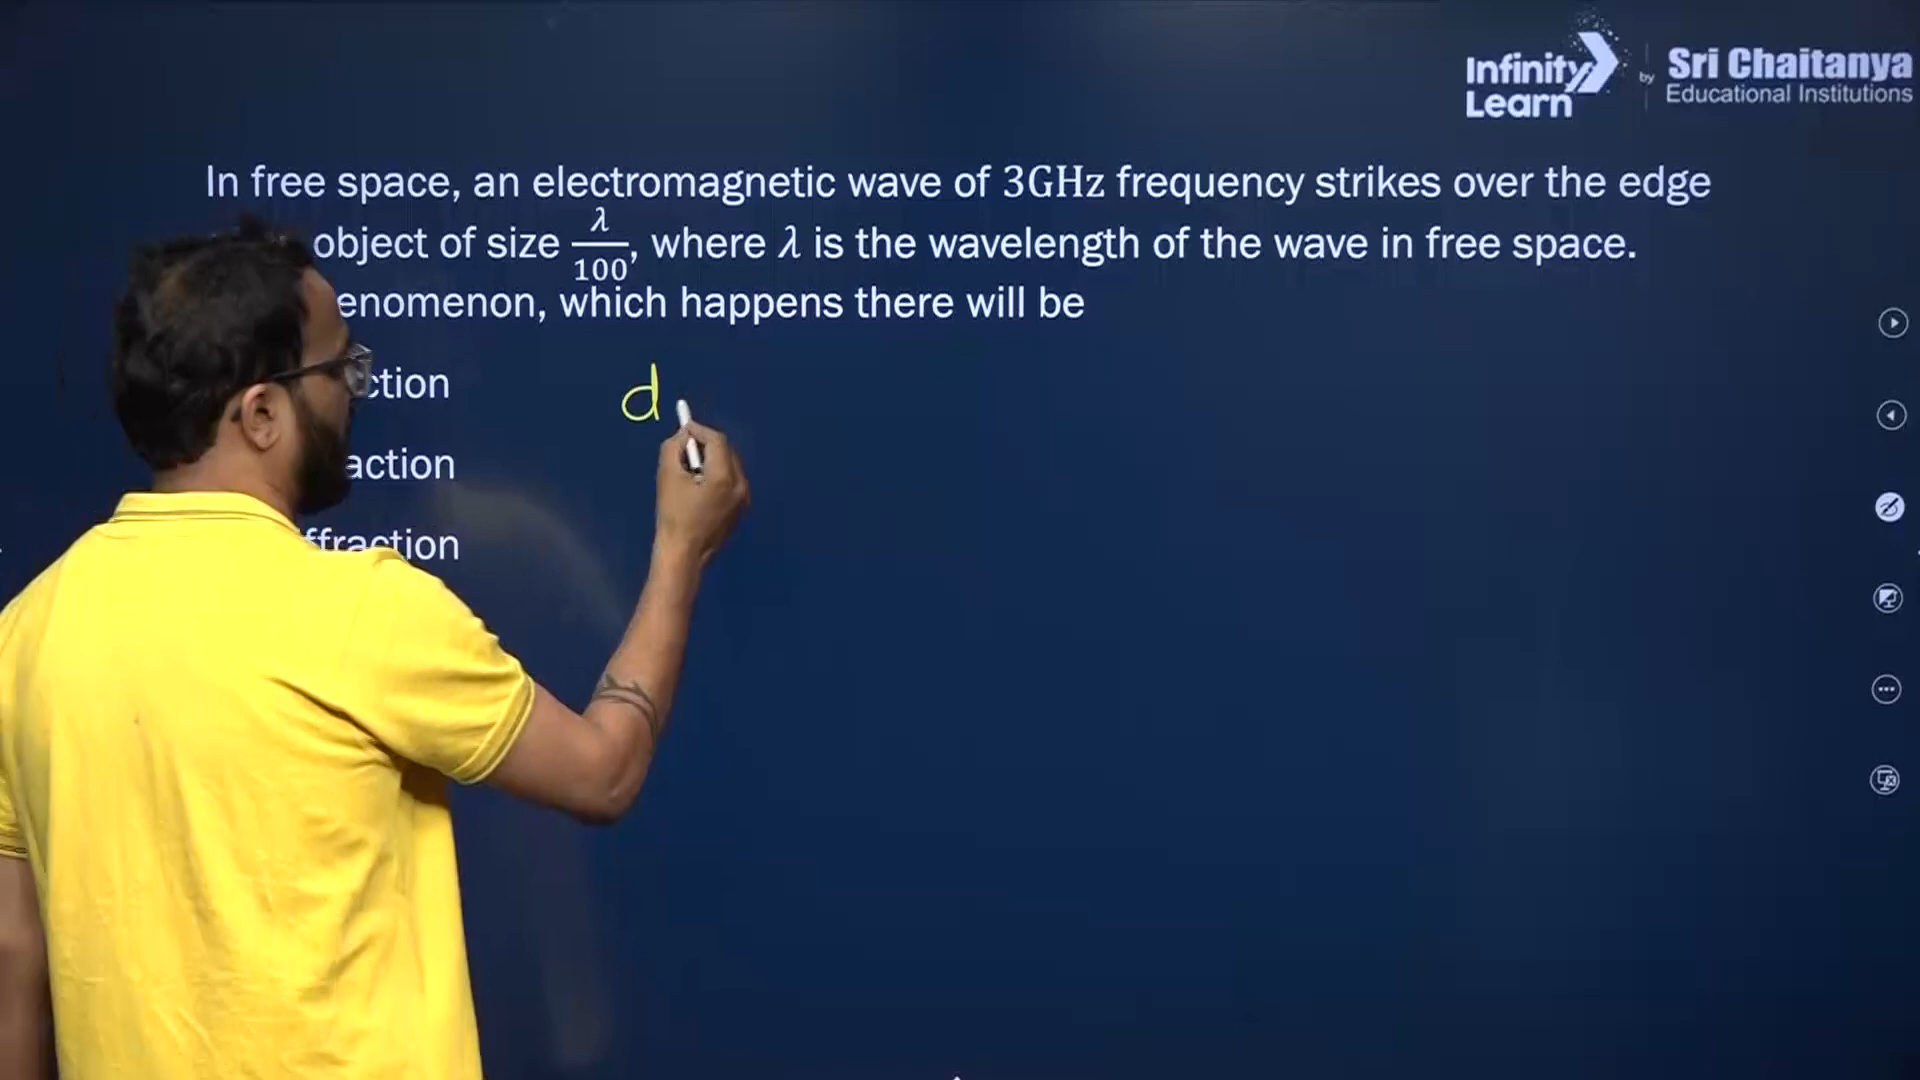 Infinity Learn by Sri Chaitanya Educational Institutions
In free space, an electromagnetic wave of 3GHz frequency strikes over the edge
object of size λ/100, where λ is the wavelength of the wave in free space.
enomenon, which happens there will be
ction
action
ffraction
d